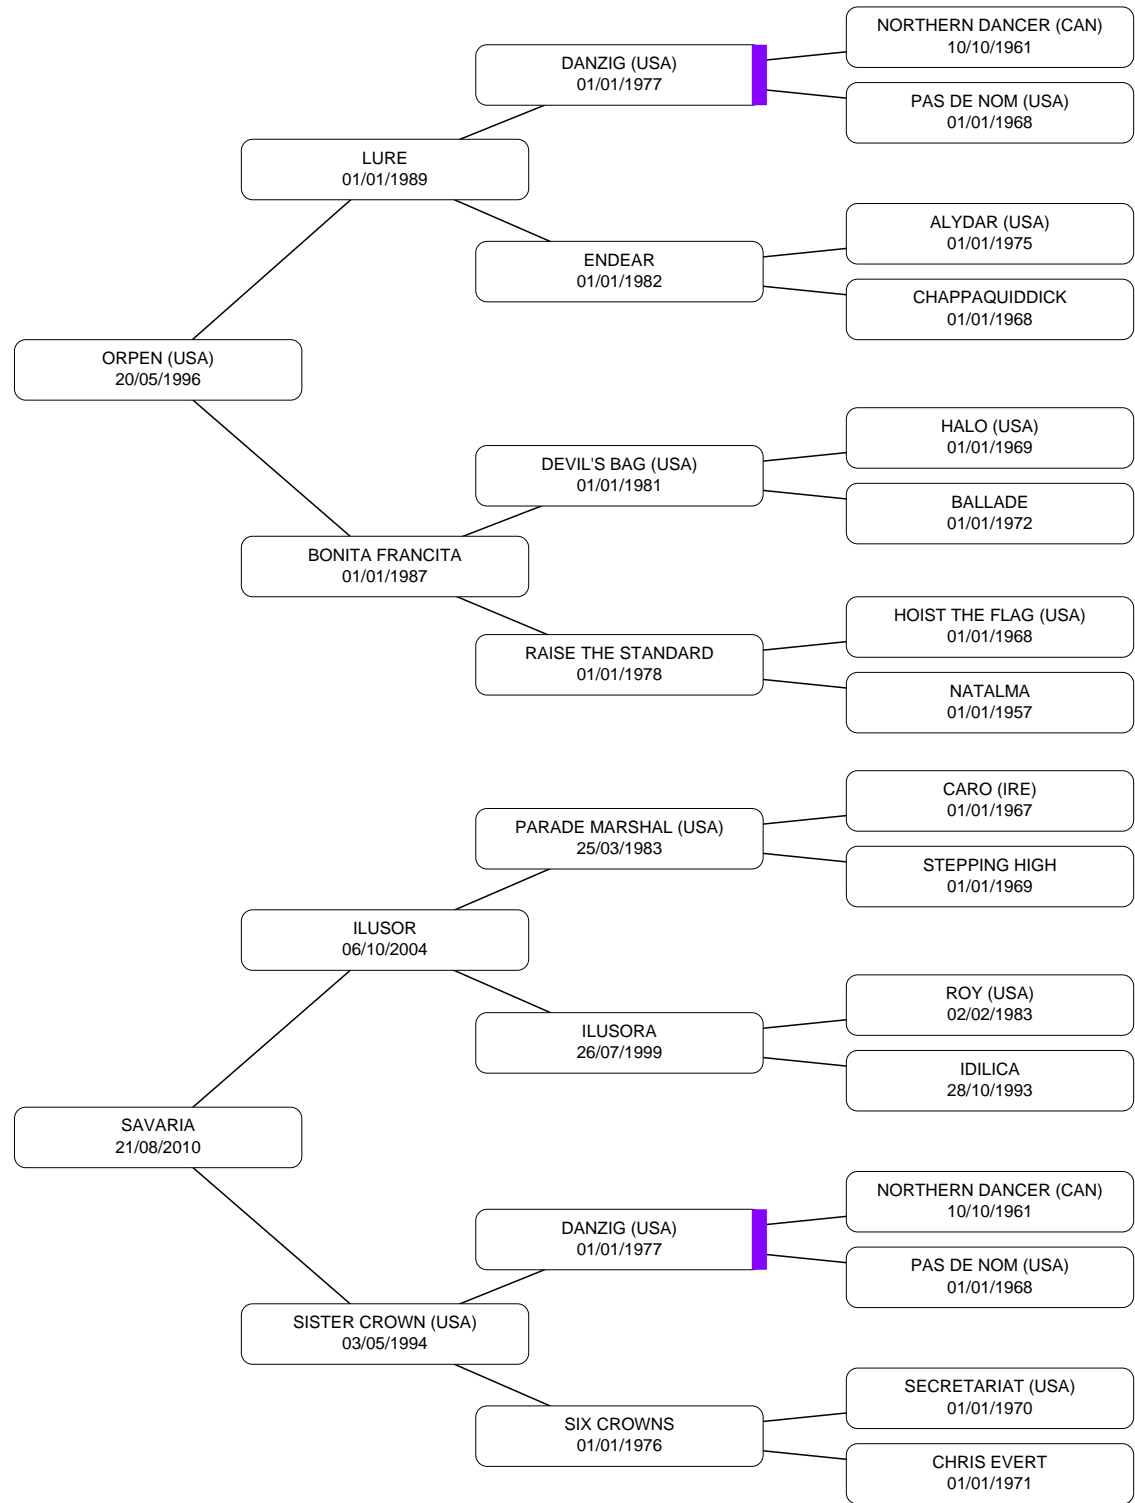 NORTHERN DANCER (CAN)
10/10/1961
DANZIG (USA)
01/01/1977
PAS DE NOM (USA)
01/01/1968
LURE
01/01/1989
ALYDAR (USA)
01/01/1975
ENDEAR
01/01/1982
CHAPPAQUIDDICK
01/01/1968
ORPEN (USA)
20/05/1996
HALO (USA)
01/01/1969
DEVIL'S BAG (USA)
01/01/1981
BALLADE
01/01/1972
BONITA FRANCITA
01/01/1987
HOIST THE FLAG (USA)
01/01/1968
RAISE THE STANDARD
01/01/1978
NATALMA
01/01/1957
CARO (IRE)
01/01/1967
PARADE MARSHAL (USA)
25/03/1983
STEPPING HIGH
01/01/1969
ILUSOR
06/10/2004
ROY (USA)
02/02/1983
ILUSORA
26/07/1999
IDILICA
28/10/1993
SAVARIA
21/08/2010
NORTHERN DANCER (CAN)
10/10/1961
DANZIG (USA)
01/01/1977
PAS DE NOM (USA)
01/01/1968
SISTER CROWN (USA)
03/05/1994
SECRETARIAT (USA)
01/01/1970
SIX CROWNS
01/01/1976
CHRIS EVERT
01/01/1971